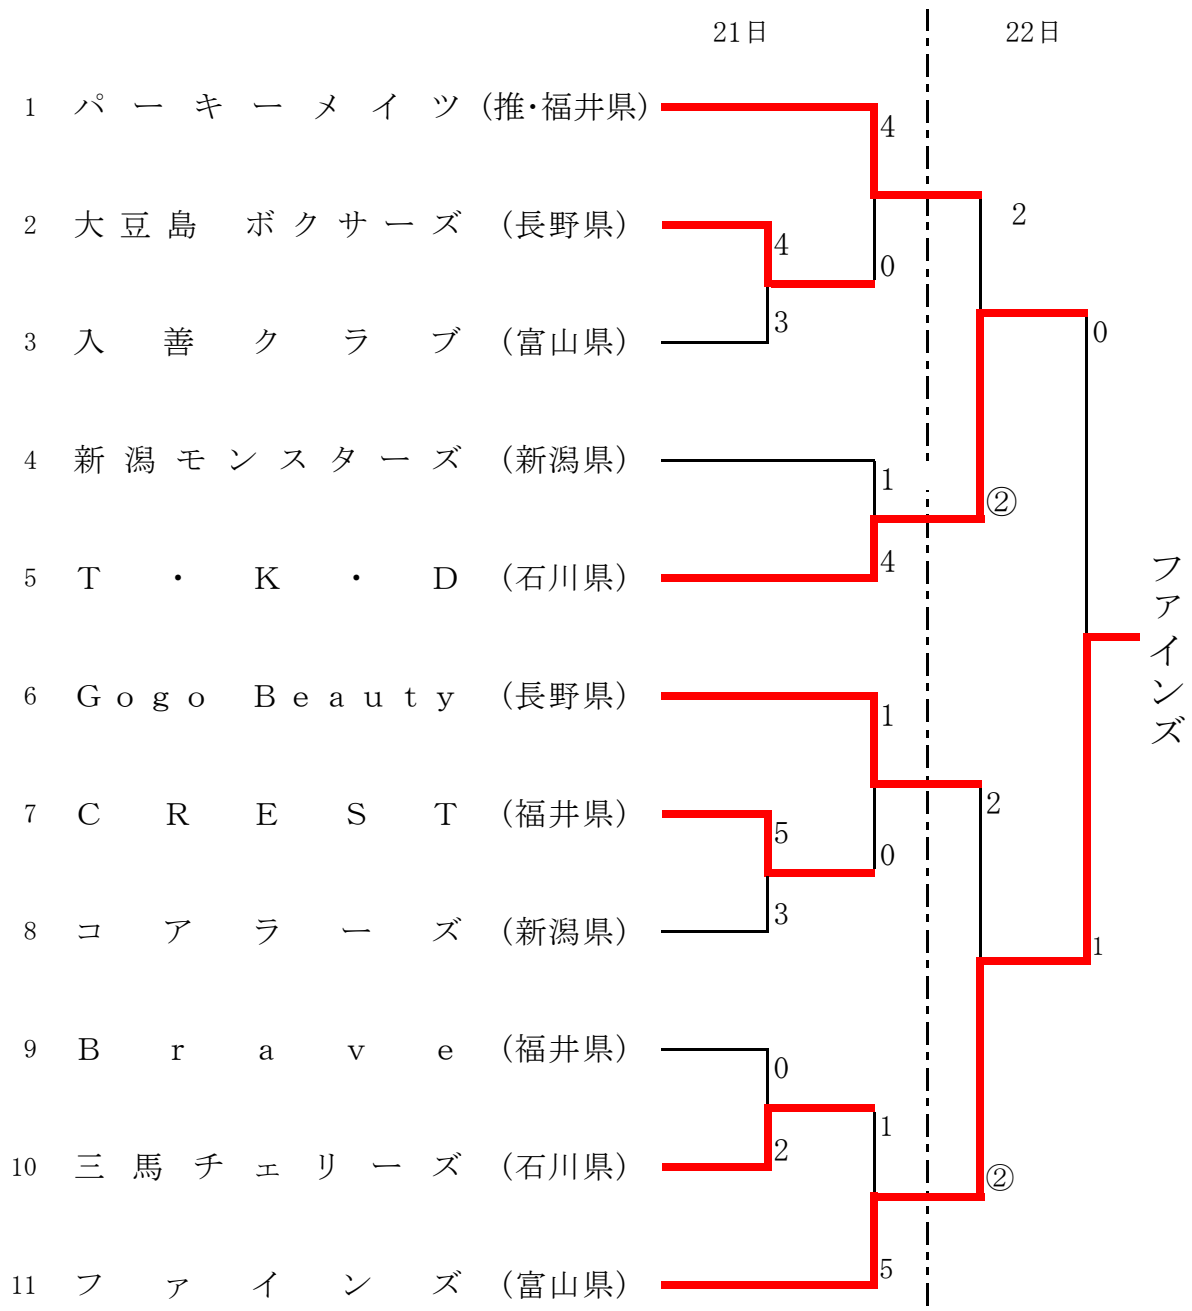 21日 22日
1 パーキーメイツ (推・福井県)
4
2 大豆島 ボクサーズ (長野県)
2
4
0
3 入善クラブ (富山県)
3
0
4 新潟モンスターズ (新潟県)
1
②
5 T・K・D (石川県)
4
ファインズ
6 Gogo Beauty (長野県)
1
2
7 CREST (福井県)
5
0
8 コアラーズ (新潟県)
3
1
9 Brave (福井県)
0
1
10 三馬チェリーズ (石川県)
2
②
11 ファインズ (富山県)
5